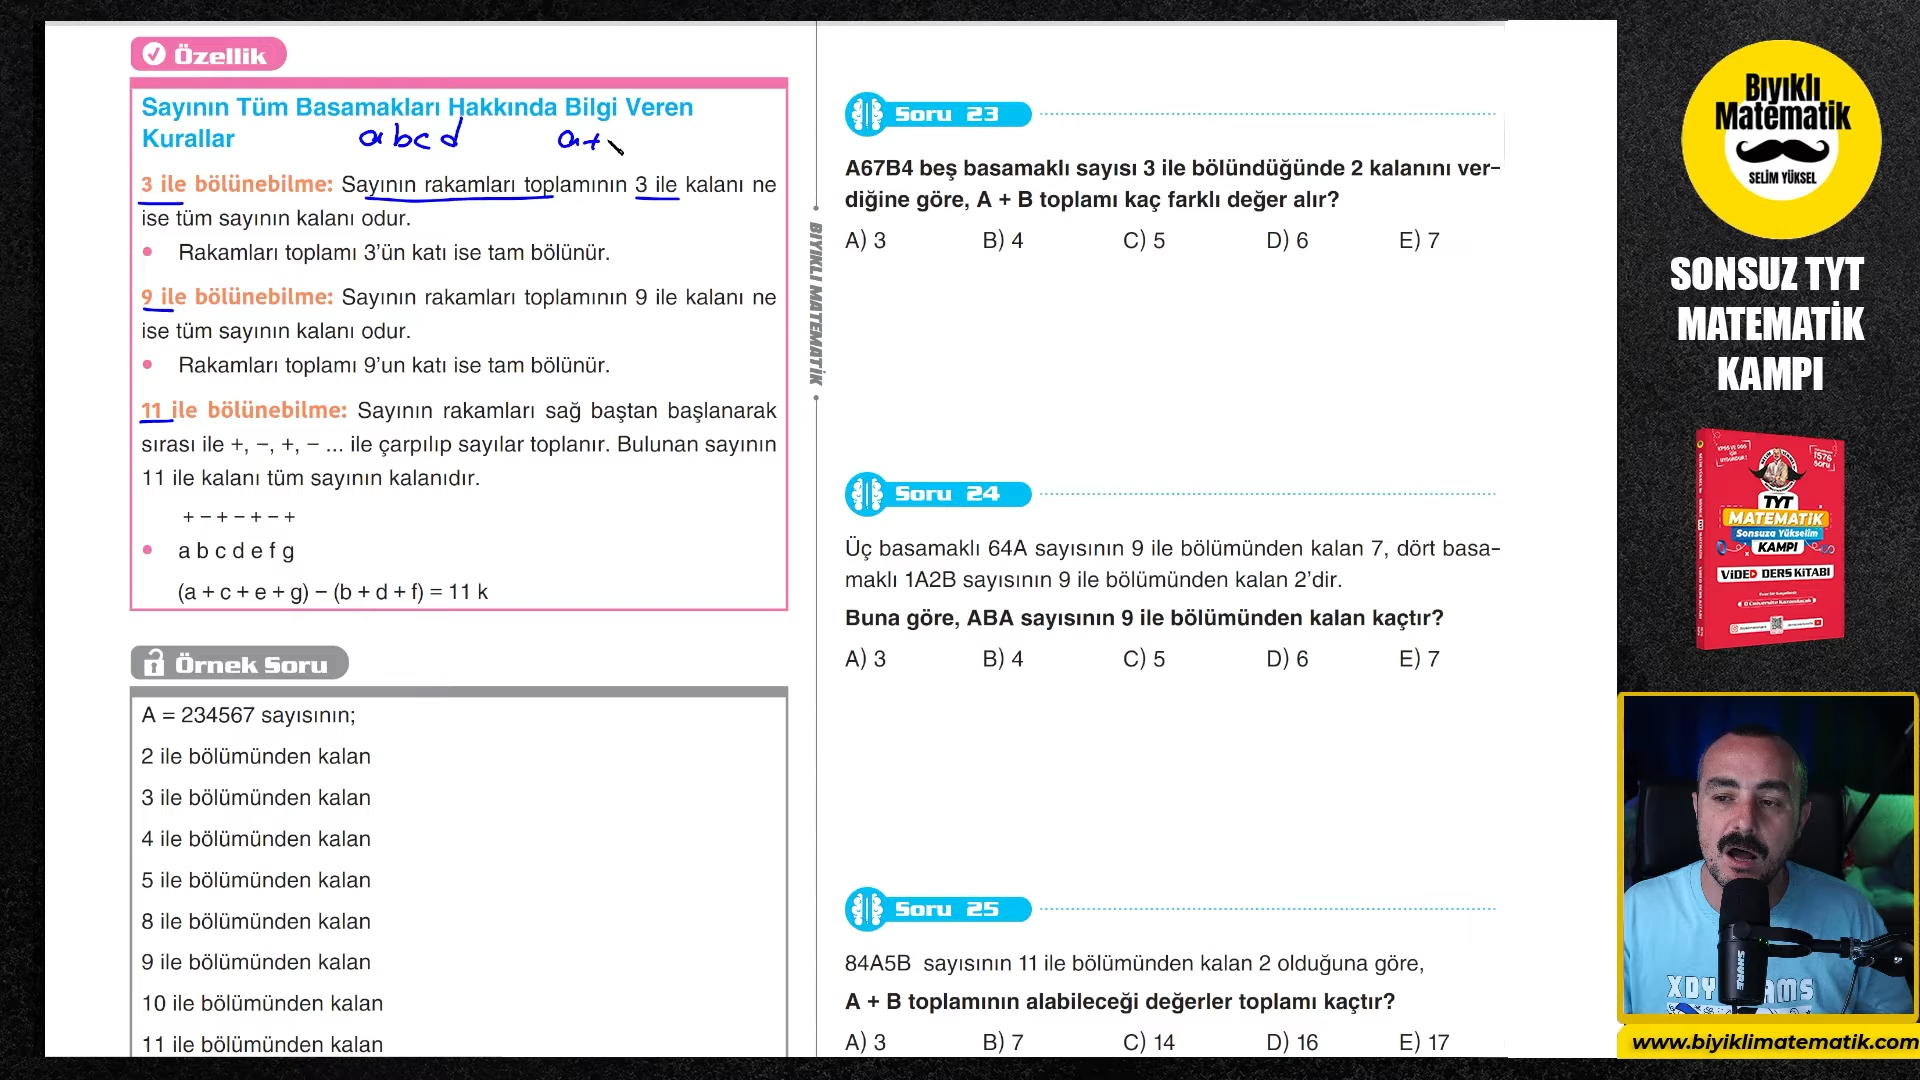 Özellik
Sayının Tüm Basamakları Hakkında Bilgi Veren
Kurallar
abcd a+
3 ile bölünebilme: Sayının rakamları toplamının 3 ile kalanı ne
ise tüm sayının kalanı odur.
• Rakamları toplamı 3’ün katı ise tam bölünür.
9 ile bölünebilme: Sayının rakamları toplamının 9 ile kalanı ne
ise tüm sayının kalanı odur.
• Rakamları toplamı 9’un katı ise tam bölünür.
11 ile bölünebilme: Sayının rakamları sağ baştan başlanarak
sırası ile +, −, +, − ... ile çarpılıp sayılar toplanır. Bulunan sayının
11 ile kalanı tüm sayının kalanıdır.
+ − + − + − +
• a b c d e f g
(a + c + e + g) − (b + d + f) = 11 k
Örnek Soru
A = 234567 sayısının;
2 ile bölümünden kalan
3 ile bölümünden kalan
4 ile bölümünden kalan
5 ile bölümünden kalan
8 ile bölümünden kalan
9 ile bölümünden kalan
10 ile bölümünden kalan
11 ile bölümünden kalan
BIYIKLI MATEMATİK
Soru 23
A67B4 beş basamaklı sayısı 3 ile bölündüğünde 2 kalanını ver-
diğine göre, A + B toplamı kaç farklı değer alır?
A) 3 B) 4 C) 5 D) 6 E) 7
Soru 24
Üç basamaklı 64A sayısının 9 ile bölümünden kalan 7, dört basa-
maklı 1A2B sayısının 9 ile bölümünden kalan 2’dir.
Buna göre, ABA sayısının 9 ile bölümünden kalan kaçtır?
A) 3 B) 4 C) 5 D) 6 E) 7
Soru 25
84A5B sayısının 11 ile bölümünden kalan 2 olduğuna göre,
A + B toplamının alabileceği değerler toplamı kaçtır?
A) 3 B) 7 C) 14 D) 16 E) 17
Bıyıklı
Matematik
SELİM YÜKSEL
SONSUZ TYT
MATEMATİK
KAMPI
1576
soru
TYT
MATEMATİK
Sonsuza Yükselim
KAMPI
VİDEO DERS KİTABI
SHURE
www.biyiklimatematik.com